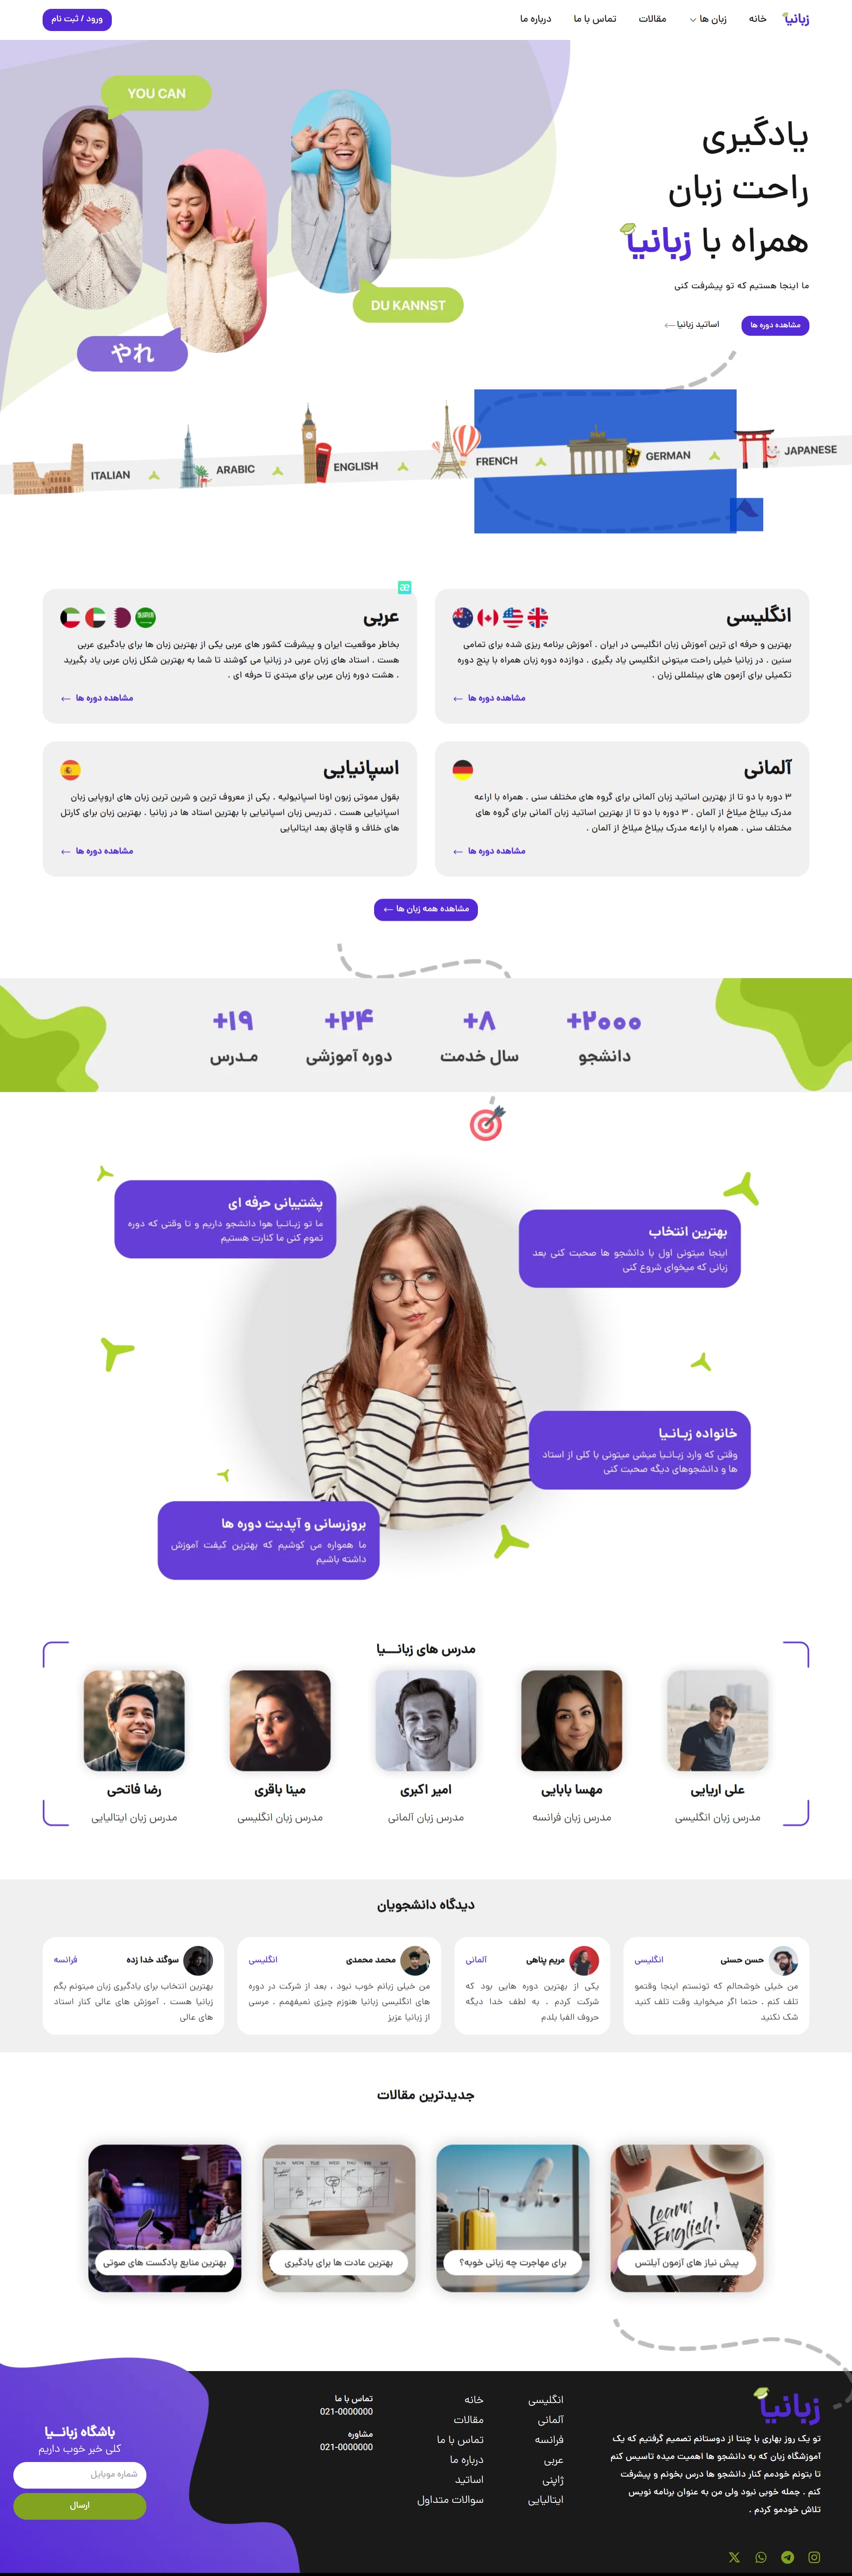 زبانیا
خانه
زبان ها
مقالات
تماس با ما
درباره ما
ورود / ثبت نام
یادگیری
راحت زبان
همراه با زبانیا
ما اینجا هستیم که تو پیشرفت کنی
مشاهده دوره ها
اساتید زبانیا
YOU CAN
DU KANNST
やれ
ITALIAN
ARABIC
ENGLISH
FRENCH
GERMAN
JAPANESE
æ
انگلیسی
بهترین و حرفه ای ترین آموزش زبان انگلیسی در ایران . آموزش برنامه ریزی شده برای تمامی
سنین . در زبانیا خیلی راحت میتونی انگلیسی یاد بگیری . دوازده دوره زبان همراه با پنج دوره
تکمیلی برای آزمون های بینلمللی زبان .
مشاهده دوره ها
عربی
بخاطر موقعیت ایران و پیشرفت کشور های عربی یکی از بهترین زبان ها برای یادگیری عربی
هست . استاد های زبان عربی در زبانیا می کوشند تا شما به بهترین شکل زبان عربی یاد بگیرید
. هشت دوره زبان عربی برای مبتدی تا حرفه ای .
مشاهده دوره ها
آلمانی
۳ دوره با دو تا از بهترین اساتید زبان آلمانی برای گروه های مختلف سنی . همراه با اراعه
مدرک بیلاخ میلاخ از آلمان . ۳ دوره با دو تا از بهترین اساتید زبان آلمانی برای گروه های
مختلف سنی . همراه با اراعه مدرک بیلاخ میلاخ از آلمان .
مشاهده دوره ها
اسپانیایی
بقول مموتی زبون اونا اسپانیولیه . یکی از معروف ترین و شرین ترین زبان های اروپایی زبان
اسپانیایی هست . تدریس زبان اسپانیایی با بهترین استاد ها در زبانیا . بهترین زبان برای کارتل
های خلاف و قاچاق بعد ایتالیایی
مشاهده دوره ها
مشاهده همه زبان ها
+۲۰۰۰
دانشجو
+۸
سال خدمت
+۲۴
دوره آموزشی
+۱۹
مـدرس
پشتیبانی حرفه ای
ما تو زبـانـیا هوا دانشجو داریم و تا وقتی که دوره
تموم کنی ما کنارت هستیم
بهترین انتخاب
اینجا میتونی اول با دانشجو ها صحبت کنی بعد
زبانی که میخوای شروع کنی
خانواده زبـانـیا
وقتی که وارد زبـانـیا میشی میتونی با کلی از استاد
ها و دانشجوهای دیگه صحبت کنی
بروزرسانی و آپدیت دوره ها
ما همواره می کوشیم که بهترین کیفت آموزش
داشته باشیم
مدرس های زبانـــیا
علی اریایی
مدرس زبان انگلیسی
مهسا بابایی
مدرس زبان فرانسه
امیر اکبری
مدرس زبان آلمانی
مینا باقری
مدرس زبان انگلیسی
رضا فاتحی
مدرس زبان ایتالیایی
دیدگاه دانشجویان
حسن حسنی
انگلیسی
من خیلی خوشحالم که تونستم اینجا وقتمو
تلف کنم . حتما اگر میخواید وقت تلف کنید
شک نکنید
مریم پناهی
آلمانی
یکی از بهترین دوره هایی بود که
شرکت کردم . به لطف خدا دیگه
حروف الفبا بلدم
محمد محمدی
انگلیسی
من خیلی زبانم خوب نبود ، بعد از شرکت در دوره
های انگلیسی زبانیا هنوزم چیزی نمیفهمم . مرسی
از زبانیا عزیز
سوگند خدا زده
فرانسه
بهترین انتخاب برای یادگیری زبان میتونم بگم
زبانیا هست . آموزش های عالی کنار استاد
های عالی
جدیدترین مقالات
Learn
English!
پیش نیاز های آزمون آیلتس
برای مهاجرت چه زبانی خوبه؟
SUN MON TUE WED THU FRI SAT
بهترین عادت ها برای یادگیری
بهترین منابع پادکست های صوتی
زبانیا
تو یک روز بهاری با چنتا از دوستانم تصمیم گرفتیم که یک
آموزشگاه زبان که به دانشجو ها اهمیت میده تاسیس کنم
تا بتونم خودمم کنار دانشجو ها درس بخونم و پیشرفت
کنم . جمله خوبی نبود ولی من به عنوان برنامه نویس
تلاش خودمو کردم .
انگلیسی
آلمانی
فرانسه
عربی
ژاپنی
ایتالیایی
خانه
مقالات
تماس با ما
درباره ما
اساتید
سوالات متداول
تماس با ما
021-0000000
مشاوره
021-0000000
باشگاه زبانــیا
کلی خبر خوب داریم
شماره موبایل
ارسال